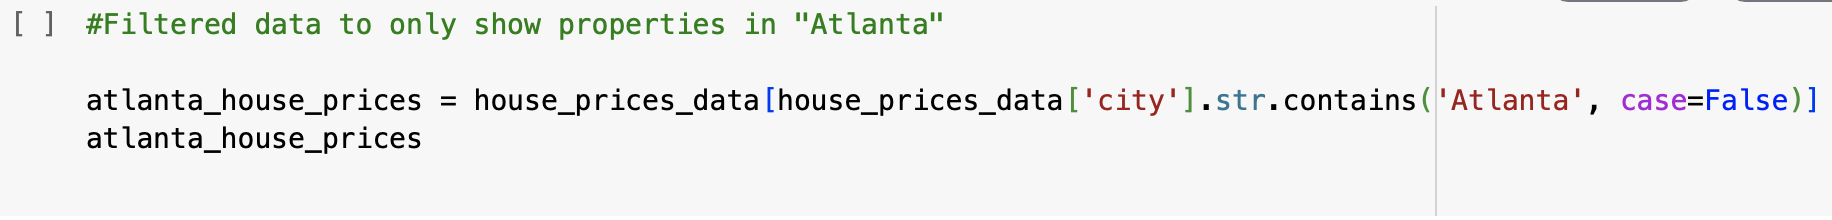 [ ] #Filtered data to only show properties in "Atlanta"
atlanta_house_prices = house_prices_data[house_prices_data['city'].str.contains('Atlanta', case=False)]
atlanta_house_prices